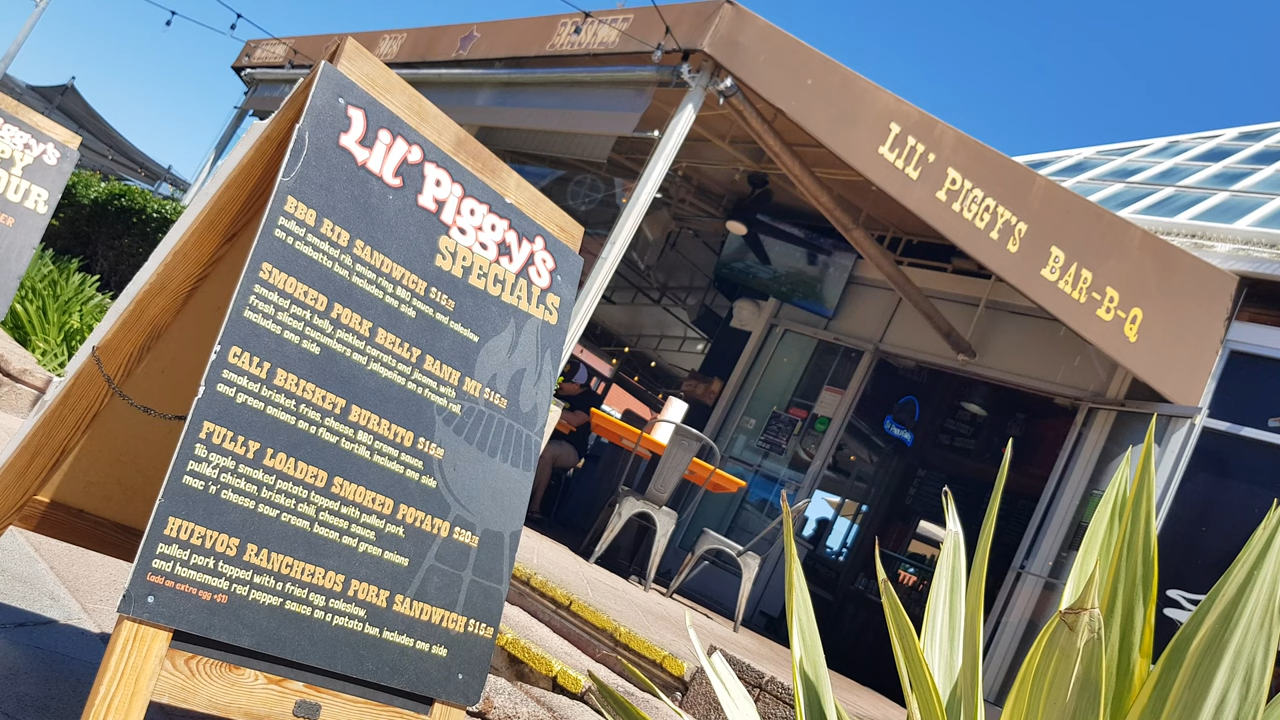 BRISKET
LIL' PIGGY'S BAR-B-Q
Lil' Piggy's
SPECIALS
BBQ RIB SANDWICH $15.75
pulled smoked rib, onion ring, BBQ sauce, and coleslaw
on a ciabatta bun, includes one side
SMOKED PORK BELLY BANH MI $15.25
smoked pork belly, pickled carrots and jicama, with
fresh sliced cucumbers and jalapeños on a french roll,
includes one side
CALI BRISKET BURRITO $15.00
smoked brisket, fries, cheese, BBQ crema sauce,
and green onions on a flour tortilla, includes one side
FULLY LOADED SMOKED POTATO $20.75
1lb apple smoked potato topped with pulled pork,
pulled chicken, brisket chili, cheese sauce,
mac 'n' cheese sour cream, bacon, and green onions
HUEVOS RANCHEROS PORK SANDWICH $15.00
pulled pork topped with a fried egg, coleslaw,
and homemade red pepper sauce on a potato bun, includes one side
(add an extra egg +$1)